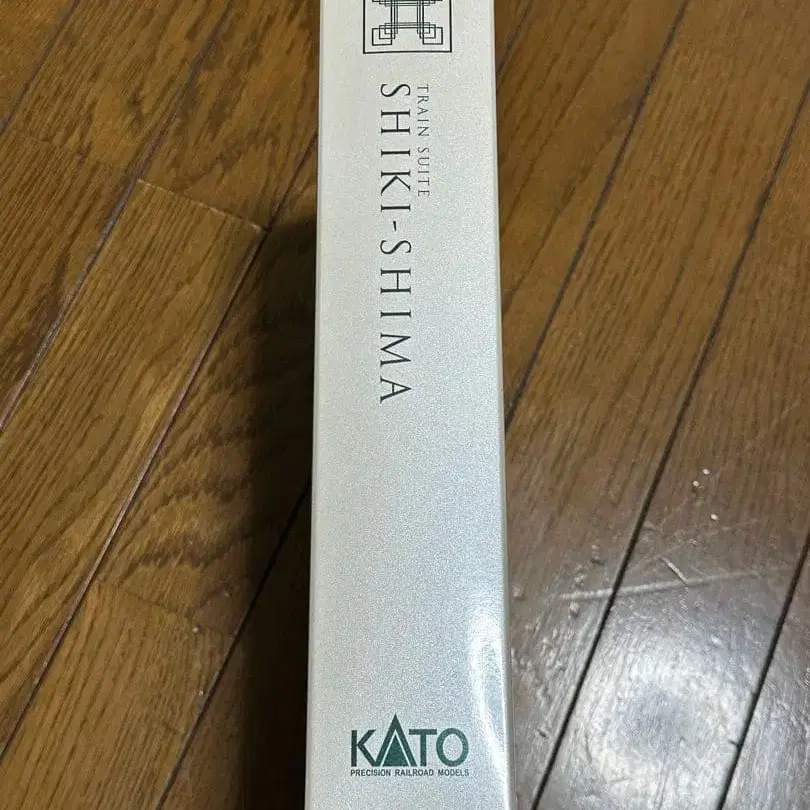 TRAIN SUITE
SHIKI-SHIMA
KATO
PRECISION RAILROAD MODELS